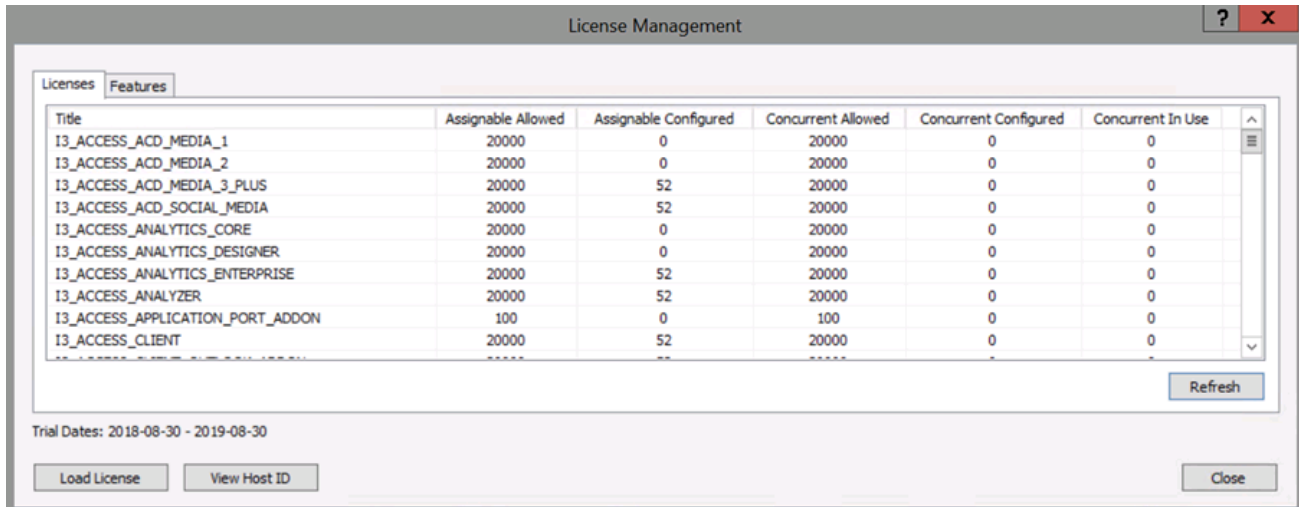 License Management
? X
Licenses Features
Title Assignable Allowed Assignable Configured Concurrent Allowed Concurrent Configured Concurrent In Use
I3_ACCESS_ACD_MEDIA_1 20000 0 20000 0 0
I3_ACCESS_ACD_MEDIA_2 20000 0 20000 0 0
I3_ACCESS_ACD_MEDIA_3_PLUS 20000 52 20000 0 0
I3_ACCESS_ACD_SOCIAL_MEDIA 20000 52 20000 0 0
I3_ACCESS_ANALYTICS_CORE 20000 0 20000 0 0
I3_ACCESS_ANALYTICS_DESIGNER 20000 0 20000 0 0
I3_ACCESS_ANALYTICS_ENTERPRISE 20000 52 20000 0 0
I3_ACCESS_ANALYZER 20000 52 20000 0 0
I3_ACCESS_APPLICATION_PORT_ADDON 100 0 100 0 0
I3_ACCESS_CLIENT 20000 52 20000 0 0
Refresh
Trial Dates: 2018-08-30 - 2019-08-30
Load License View Host ID Close